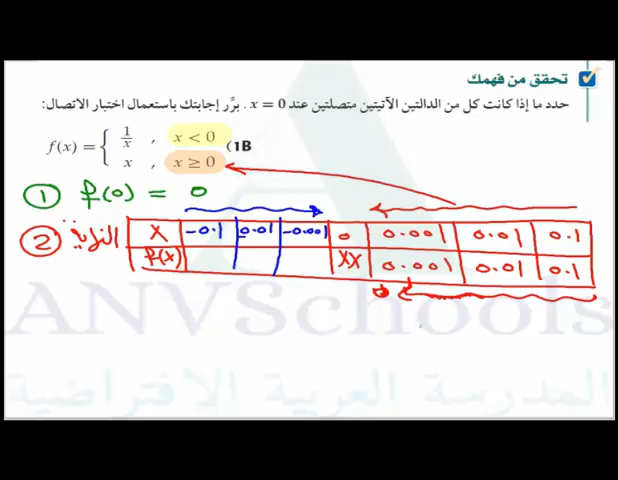 تحقق من فهمك
حدد ما إذا كانت كل من الدالتين الآتيتين متصلتين عند x = 0 . برِّر إجابتك باستعمال اختبار الاتصال:
f(x) = { 1/x , x < 0 (1B
x , x ≥ 0
① f(0) = 0
② النهاية:
x -0.1 0.01 -0.001 0 0.001 0.01 0.1
f(x) XX 0.001 0.01 0.1
0
ANVSchools
المدرسة العربية الافتراضية